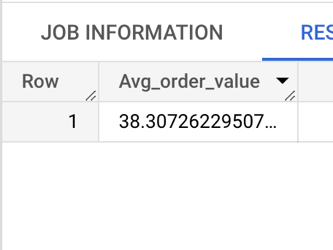 JOB INFORMATION RES
Row Avg_order_value
1 38.30726229507…